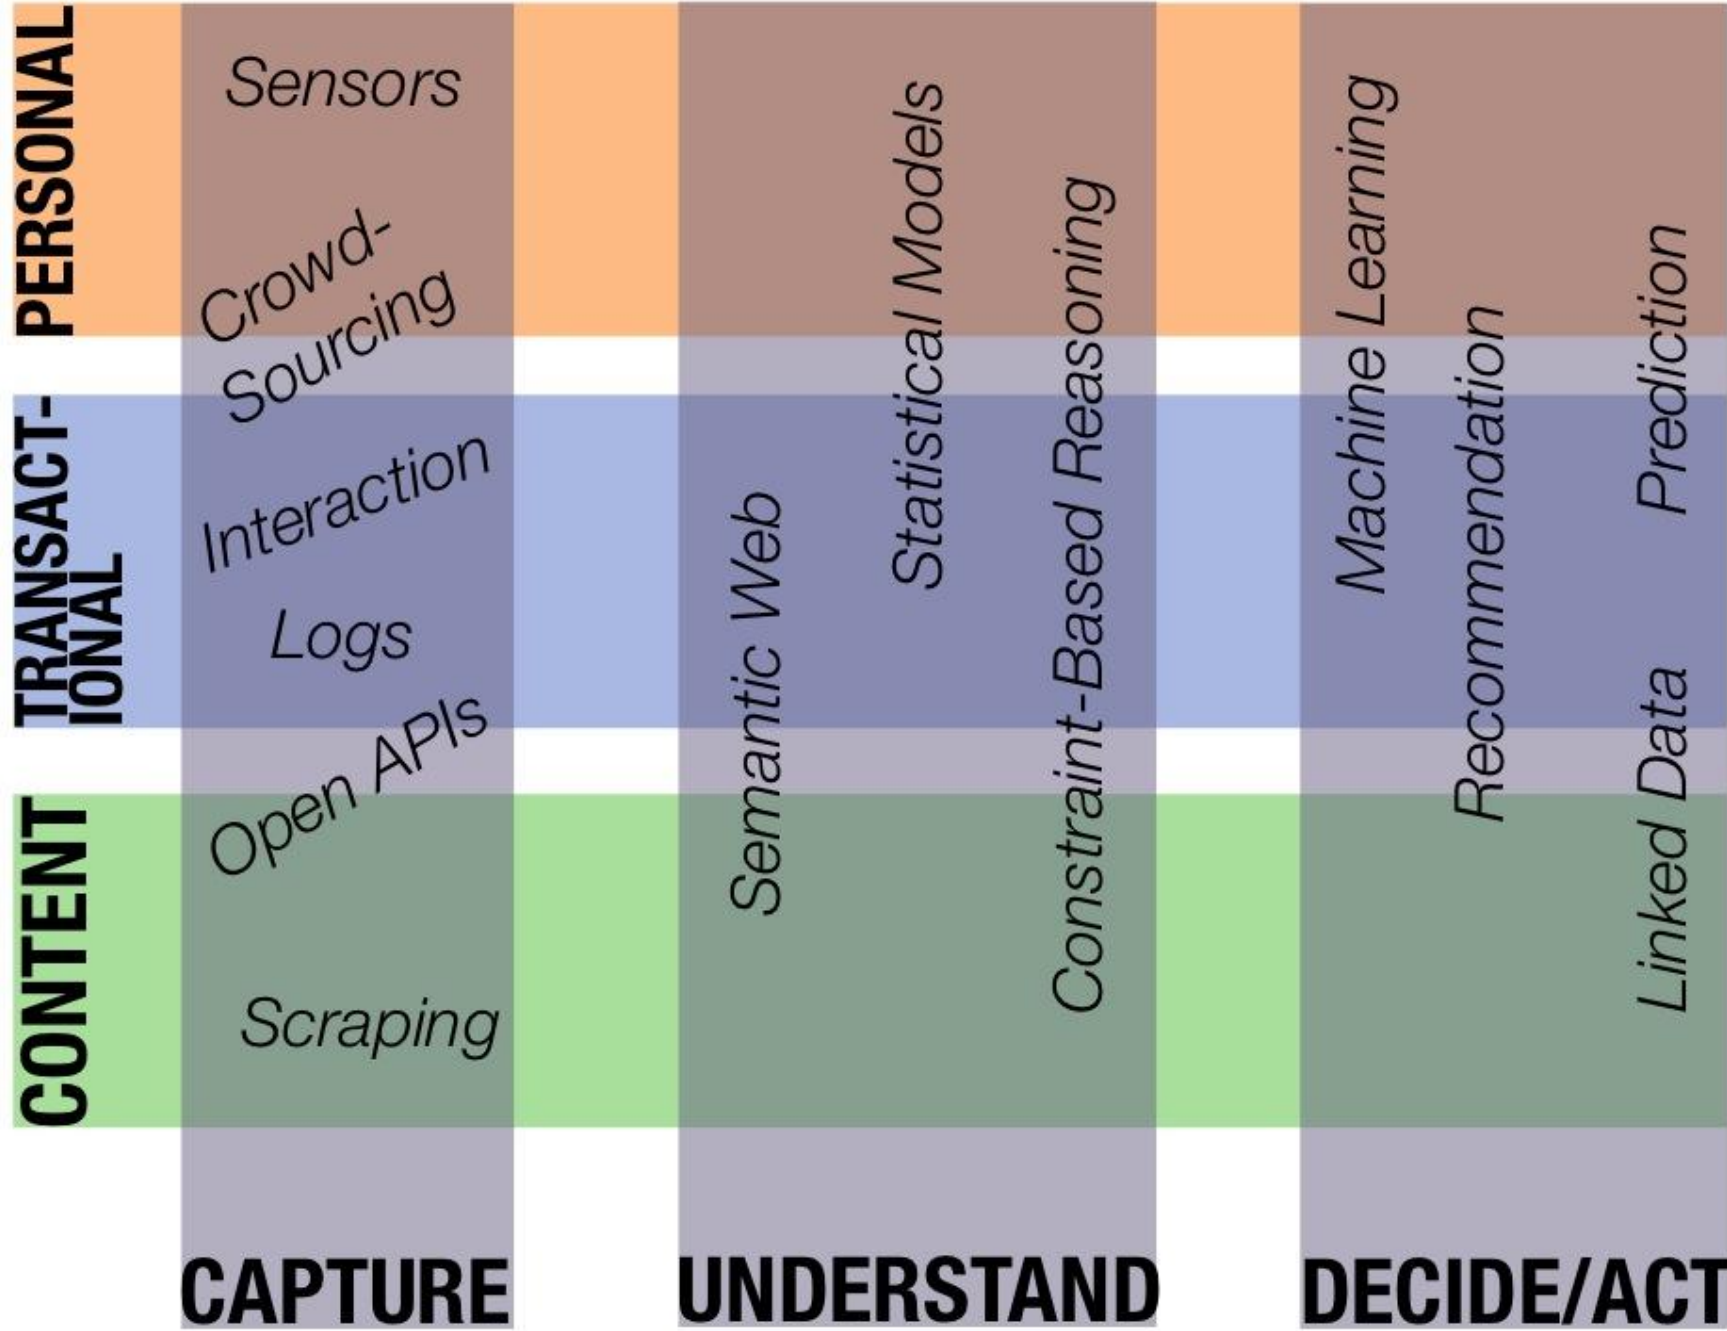 PERSONAL
TRANSACT-
IONAL
CONTENT
Sensors
Crowd-
Sourcing
Interaction
Logs
Open APIs
Scraping
Semantic Web
Statistical Models
Constraint-Based Reasoning
Machine Learning
Recommendation
Prediction
Linked Data
CAPTURE
UNDERSTAND
DECIDE/ACT